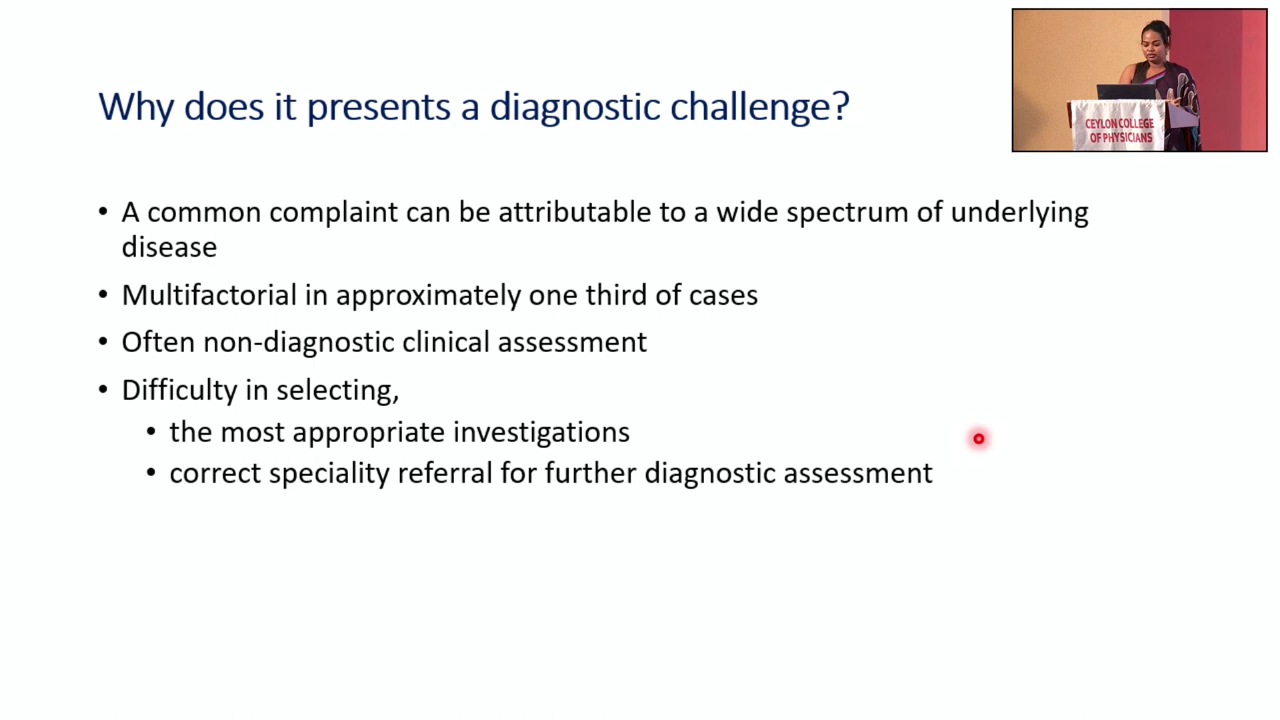 Why does it presents a diagnostic challenge?
CEYLON COLLEGE
OF PHYSICIANS
• A common complaint can be attributable to a wide spectrum of underlying
disease
• Multifactorial in approximately one third of cases
• Often non-diagnostic clinical assessment
• Difficulty in selecting,
• the most appropriate investigations
• correct speciality referral for further diagnostic assessment